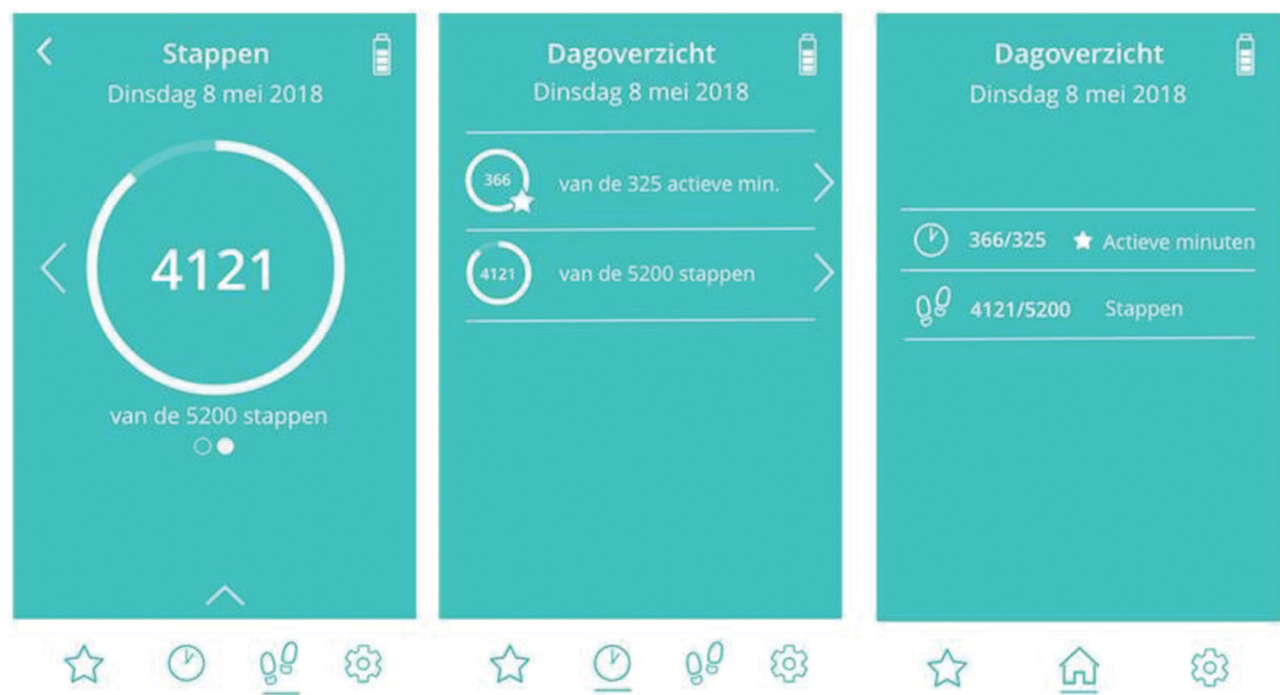 Stappen
Dinsdag 8 mei 2018
4121
van de 5200 stappen
Dagoverzicht
Dinsdag 8 mei 2018
366 van de 325 actieve min.
4121 van de 5200 stappen
Dagoverzicht
Dinsdag 8 mei 2018
366/325 Actieve minuten
4121/5200 Stappen